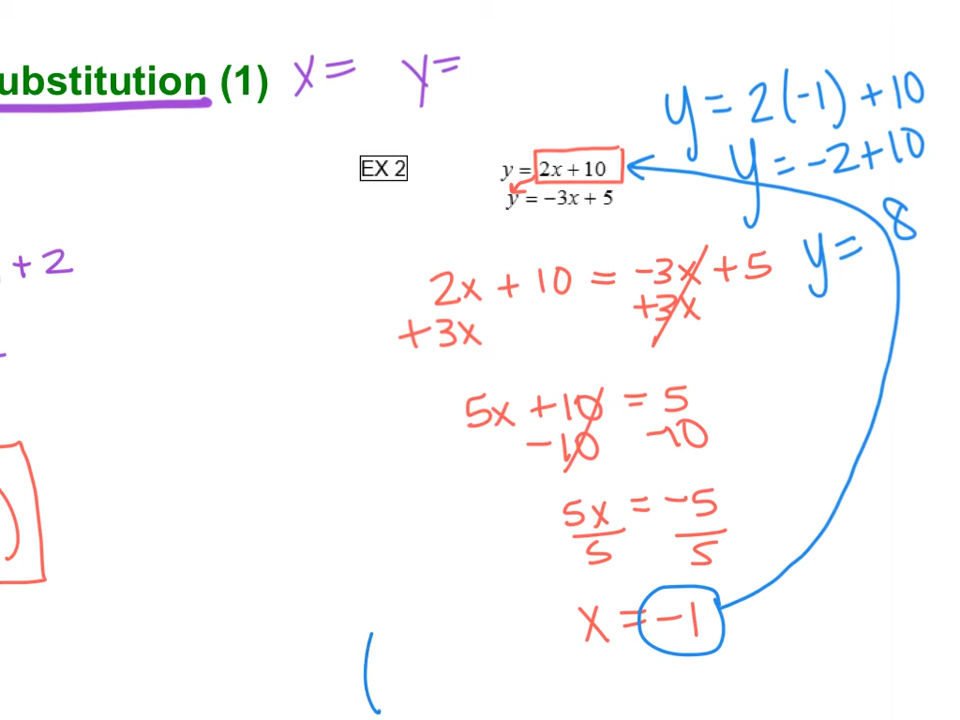 ubstitution (1) x= y=
y = 2(-1) +10
y = -2+10
y = 8
EX 2
y = 2x + 10
y = −3x + 5
+2
2x + 10 = -3x + 5
+3x +3x
5x +10 = 5
-10 -10
5x = -5
5 5
x = -1
(